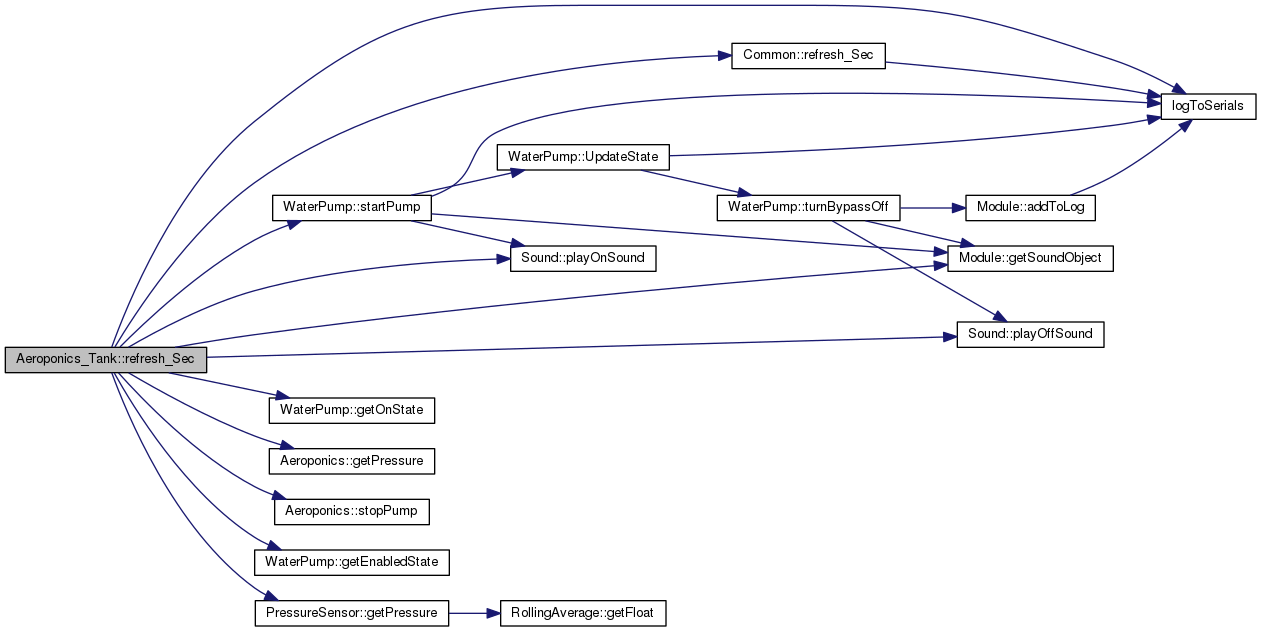 Common::refresh_Sec
logToSerials
WaterPump::UpdateState
WaterPump::startPump
WaterPump::turnBypassOff
Module::addToLog
Sound::playOnSound
Module::getSoundObject
Sound::playOffSound
Aeroponics_Tank::refresh_Sec
WaterPump::getOnState
Aeroponics::getPressure
Aeroponics::stopPump
WaterPump::getEnabledState
PressureSensor::getPressure
RollingAverage::getFloat